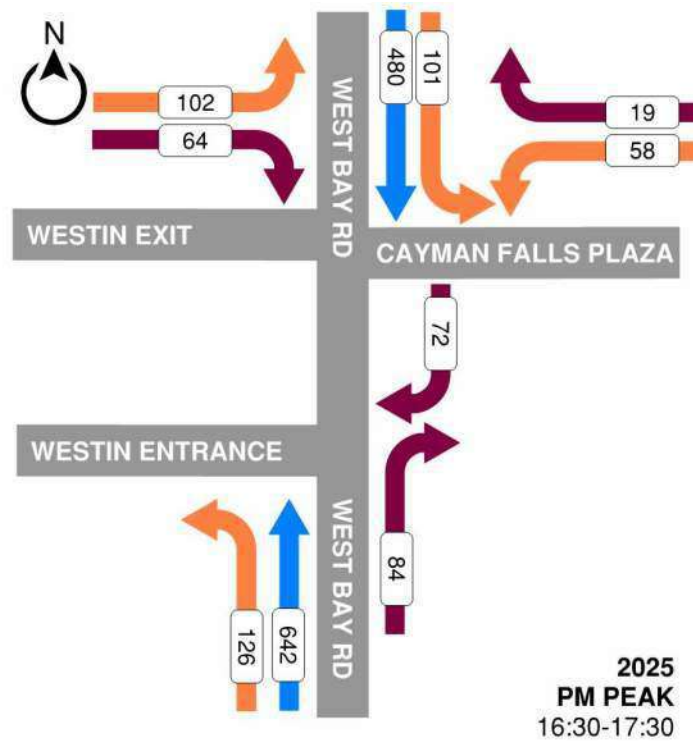 N
102
64
480
101
19
58
WEST BAY RD
WESTIN EXIT
CAYMAN FALLS PLAZA
72
WESTIN ENTRANCE
84
126
642
WEST BAY RD
2025
PM PEAK
16:30-17:30